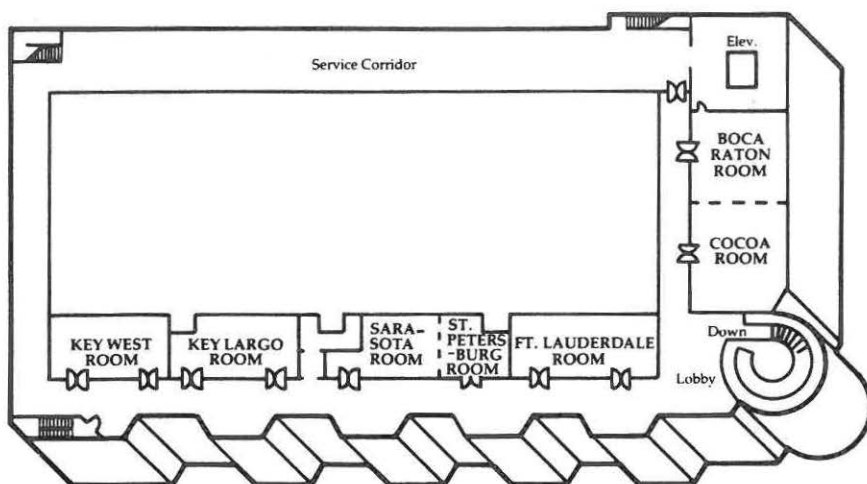 Elev.
Service Corridor
BOCA
RATON
ROOM
COCOA
ROOM
KEY WEST
ROOM
KEY LARGO
ROOM
SARA-
SOTA
ROOM
ST.
PETERS
-BURG
ROOM
FT. LAUDERDALE
ROOM
Down
Lobby